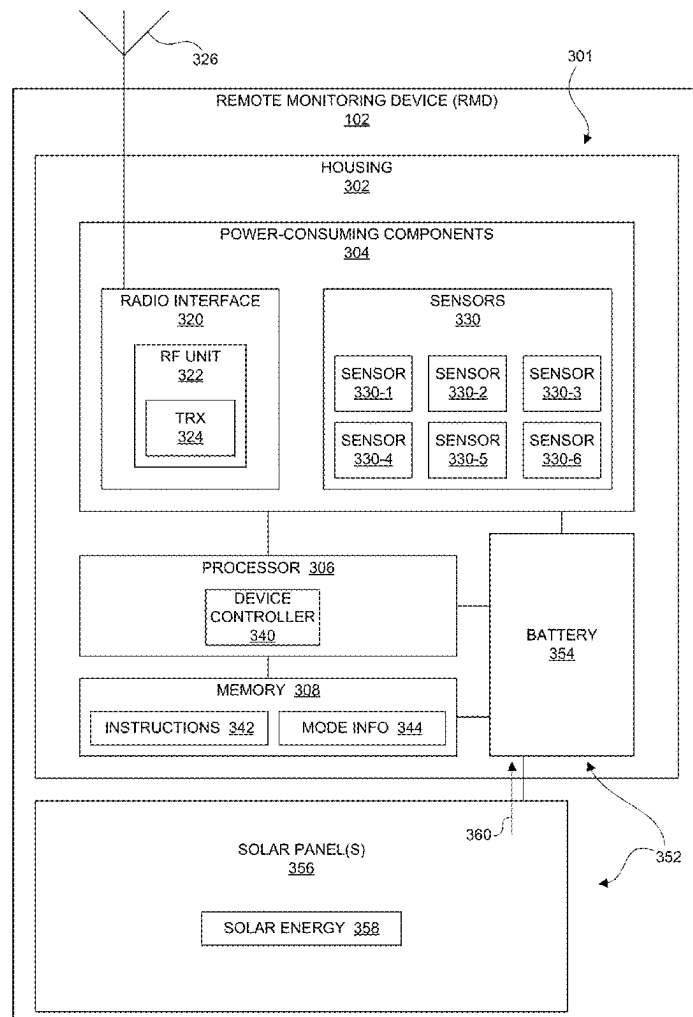 326
301
REMOTE MONITORING DEVICE (RMD)
102
HOUSING
302
POWER-CONSUMING COMPONENTS
304
RADIO INTERFACE
320
RF UNIT
322
TRX
324
SENSORS
330
SENSOR
330-1
SENSOR
330-2
SENSOR
330-3
SENSOR
330-4
SENSOR
330-5
SENSOR
330-6
PROCESSOR 306
DEVICE
CONTROLLER
340
MEMORY 308
INSTRUCTIONS 342
MODE INFO 344
BATTERY
354
360
352
SOLAR PANEL(S)
356
SOLAR ENERGY 358